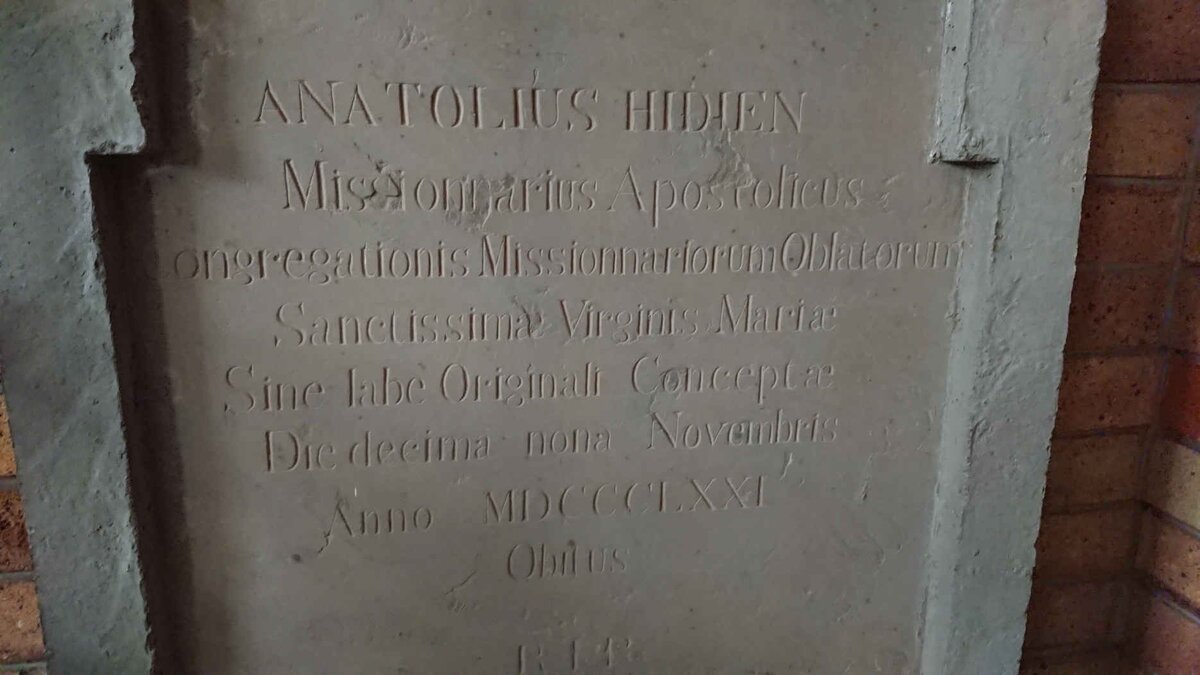 ANATOLIUS HIDIEN
Missionnarius Apostolicus
Congregationis Missionnariorum Oblatorum
Sanctissimæ Virginis Mariæ
Sine labe Originali Conceptæ
Die decima nona Novembris
Anno MDCCCLXXI
Obitus